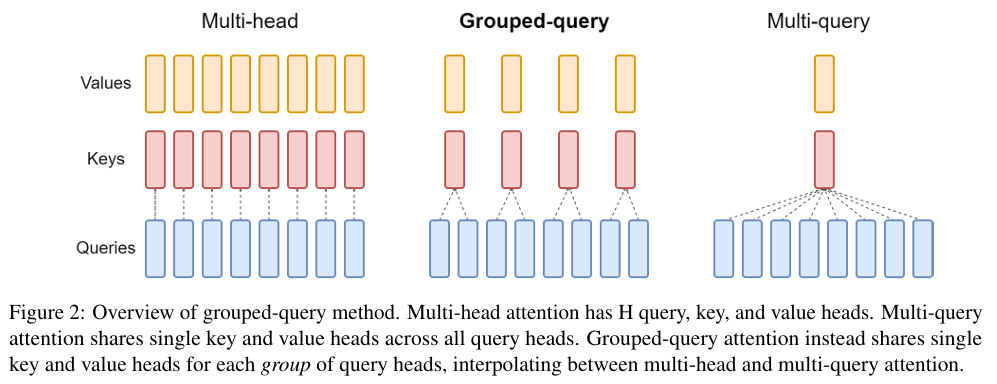 Multi-head
Grouped-query
Multi-query
Values
Keys
Queries
Figure 2: Overview of grouped-query method. Multi-head attention has H query, key, and value heads. Multi-query
attention shares single key and value heads across all query heads. Grouped-query attention instead shares single
key and value heads for each group of query heads, interpolating between multi-head and multi-query attention.